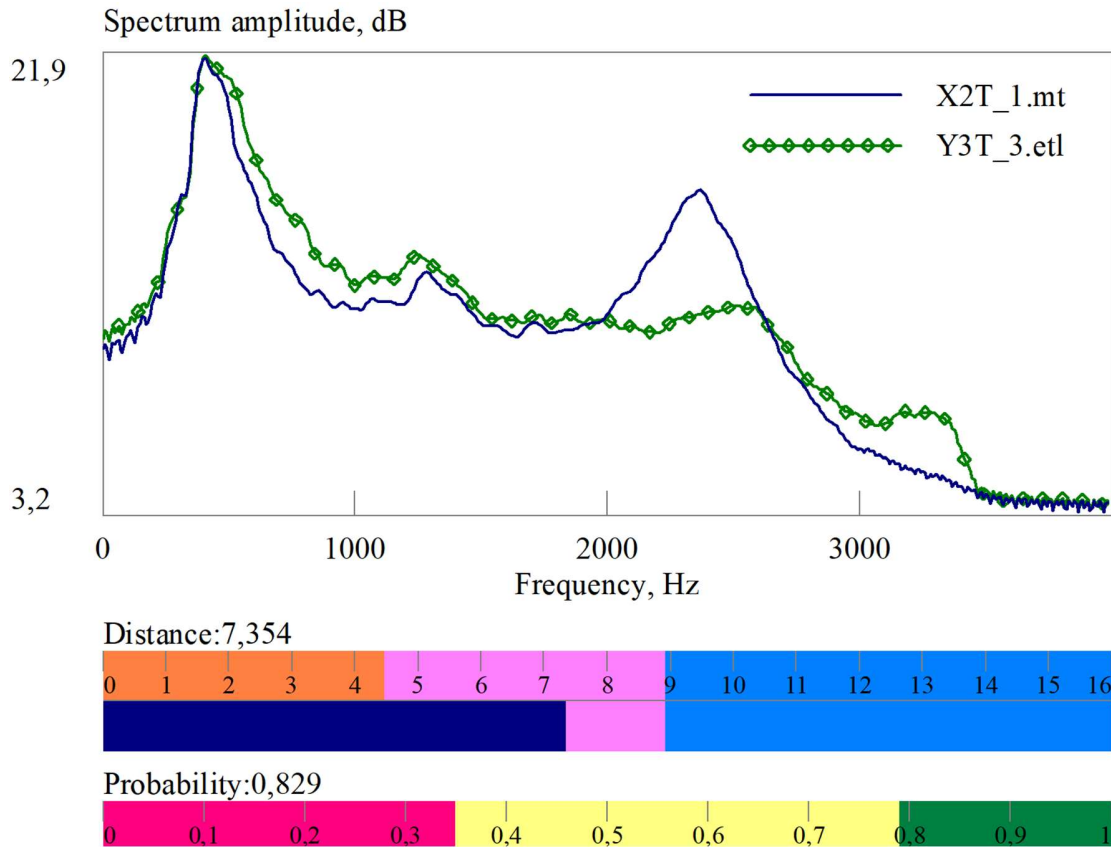 Spectrum amplitude, dB
21,9
X2T_1.mt
Y3T_3.etl
3,2
0 1000 2000 3000
Frequency, Hz
Distance:7,354
0 1 2 3 4 5 6 7 8 9 10 11 12 13 14 15 16
Probability:0,829
0 0,1 0,2 0,3 0,4 0,5 0,6 0,7 0,8 0,9 1